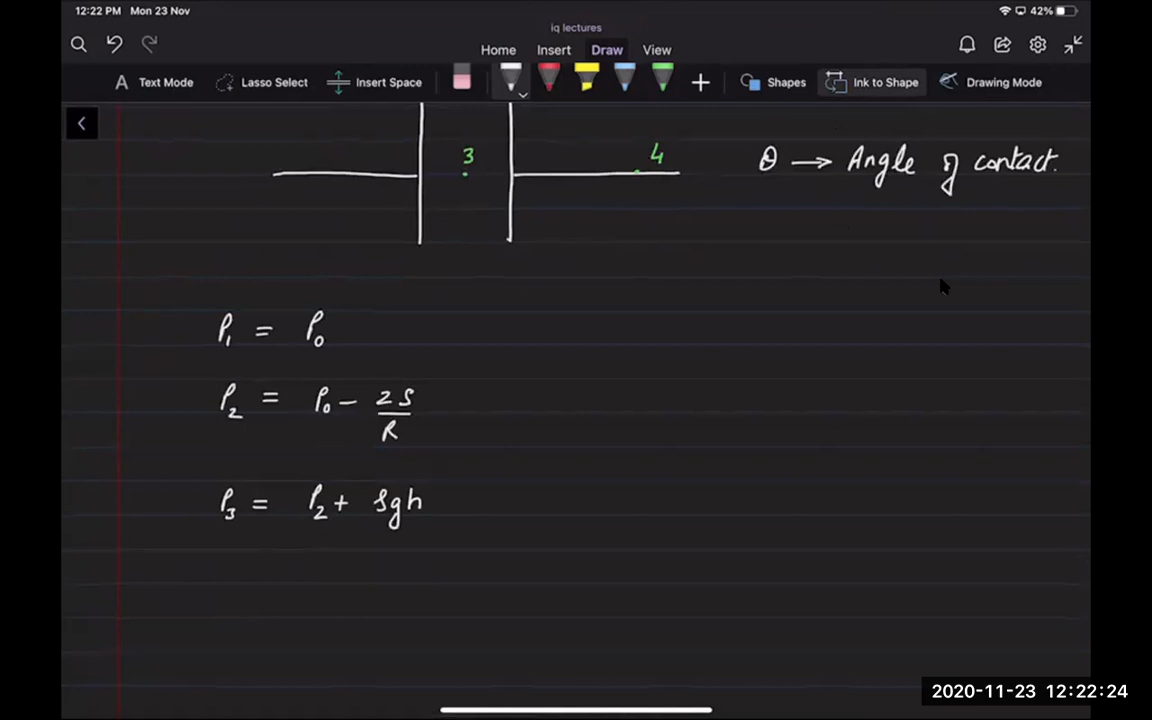 12:22 PM Mon 23 Nov
42%
iq lectures
Home Insert Draw View
Text Mode Lasso Select Insert Space Shapes Ink to Shape Drawing Mode
3 4
θ → Angle of contact.
P₁ = P₀
P₂ = P₀ - 2S/R
P₃ = P₂ + ρgh
2020-11-23 12:22:24